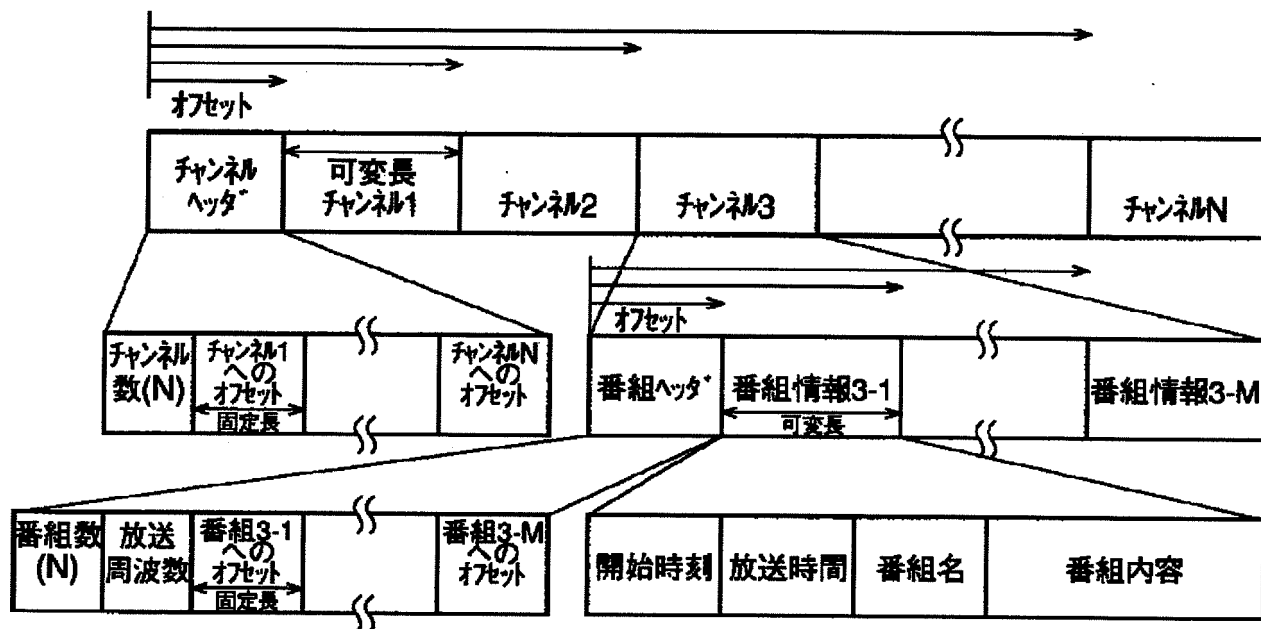 オフセット
チャンネル
ヘッダ
可変長
チャンネル1
チャンネル2
チャンネル3
チャンネルN
オフセット
チャンネル
数(N)
チャンネル1
への
オフセット
固定長
チャンネルN
への
オフセット
番組ヘッダ
番組情報3-1
可変長
番組情報3-M
番組数
(N)
放送
周波数
番組3-1
への
オフセット
固定長
番組3-M
への
オフセット
開始時刻
放送時間
番組名
番組内容